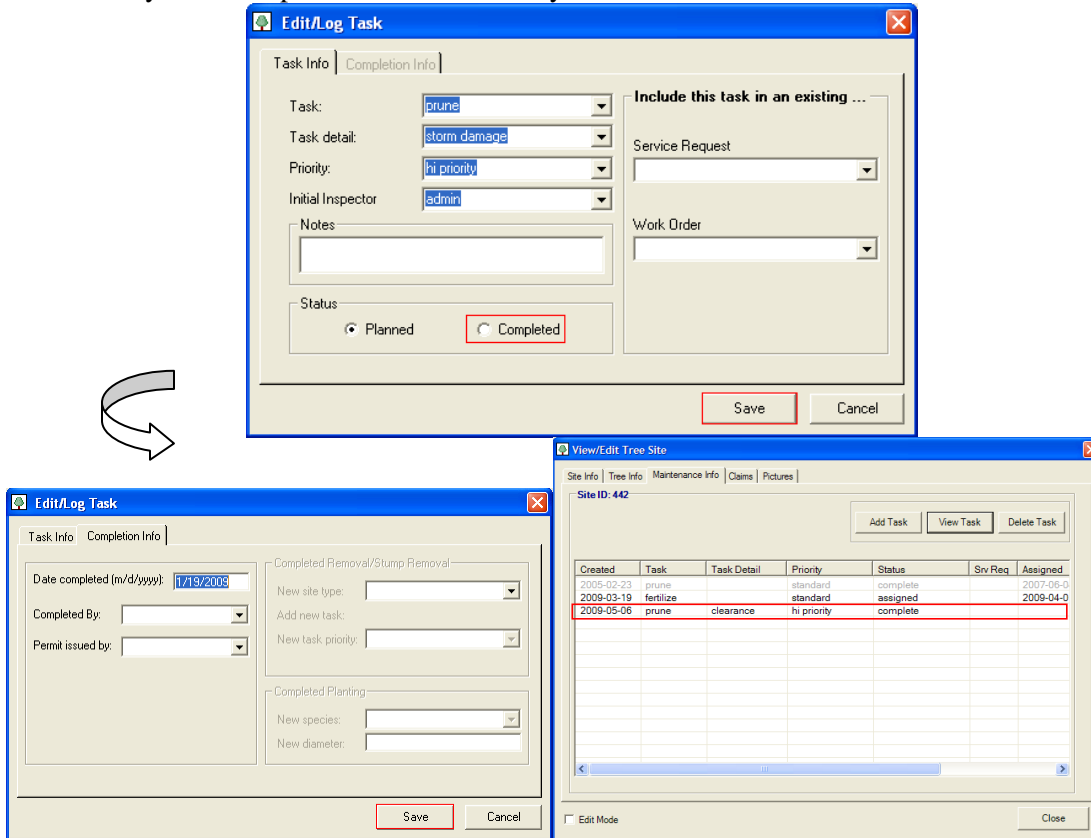 Edit/Log Task
Task Info Completion Info
Task: prune
Task detail: storm damage
Priority: hi priority
Initial Inspector admin
Notes
Status
Planned Completed
Include this task in an existing ...
Service Request
Work Order
Save Cancel
Edit/Log Task
Task Info Completion Info
Date completed (m/d/yyyy): 1/19/2009
Completed By:
Permit issued by:
Completed Removal/Stump Removal
New site type:
Add new task:
New task priority:
Completed Planting
New species:
New diameter:
Save Cancel
View/Edit Tree Site
Site Info Tree Info Maintenance Info Claims Pictures
Site ID: 442
Add Task View Task Delete Task
Created Task Task Detail Priority Status Srv Req Assigned
2005-02-23 prune standard complete 2007-06-0
2009-03-19 fertilize standard assigned 2009-04-0
2009-05-06 prune clearance hi priority complete
Edit Mode Close